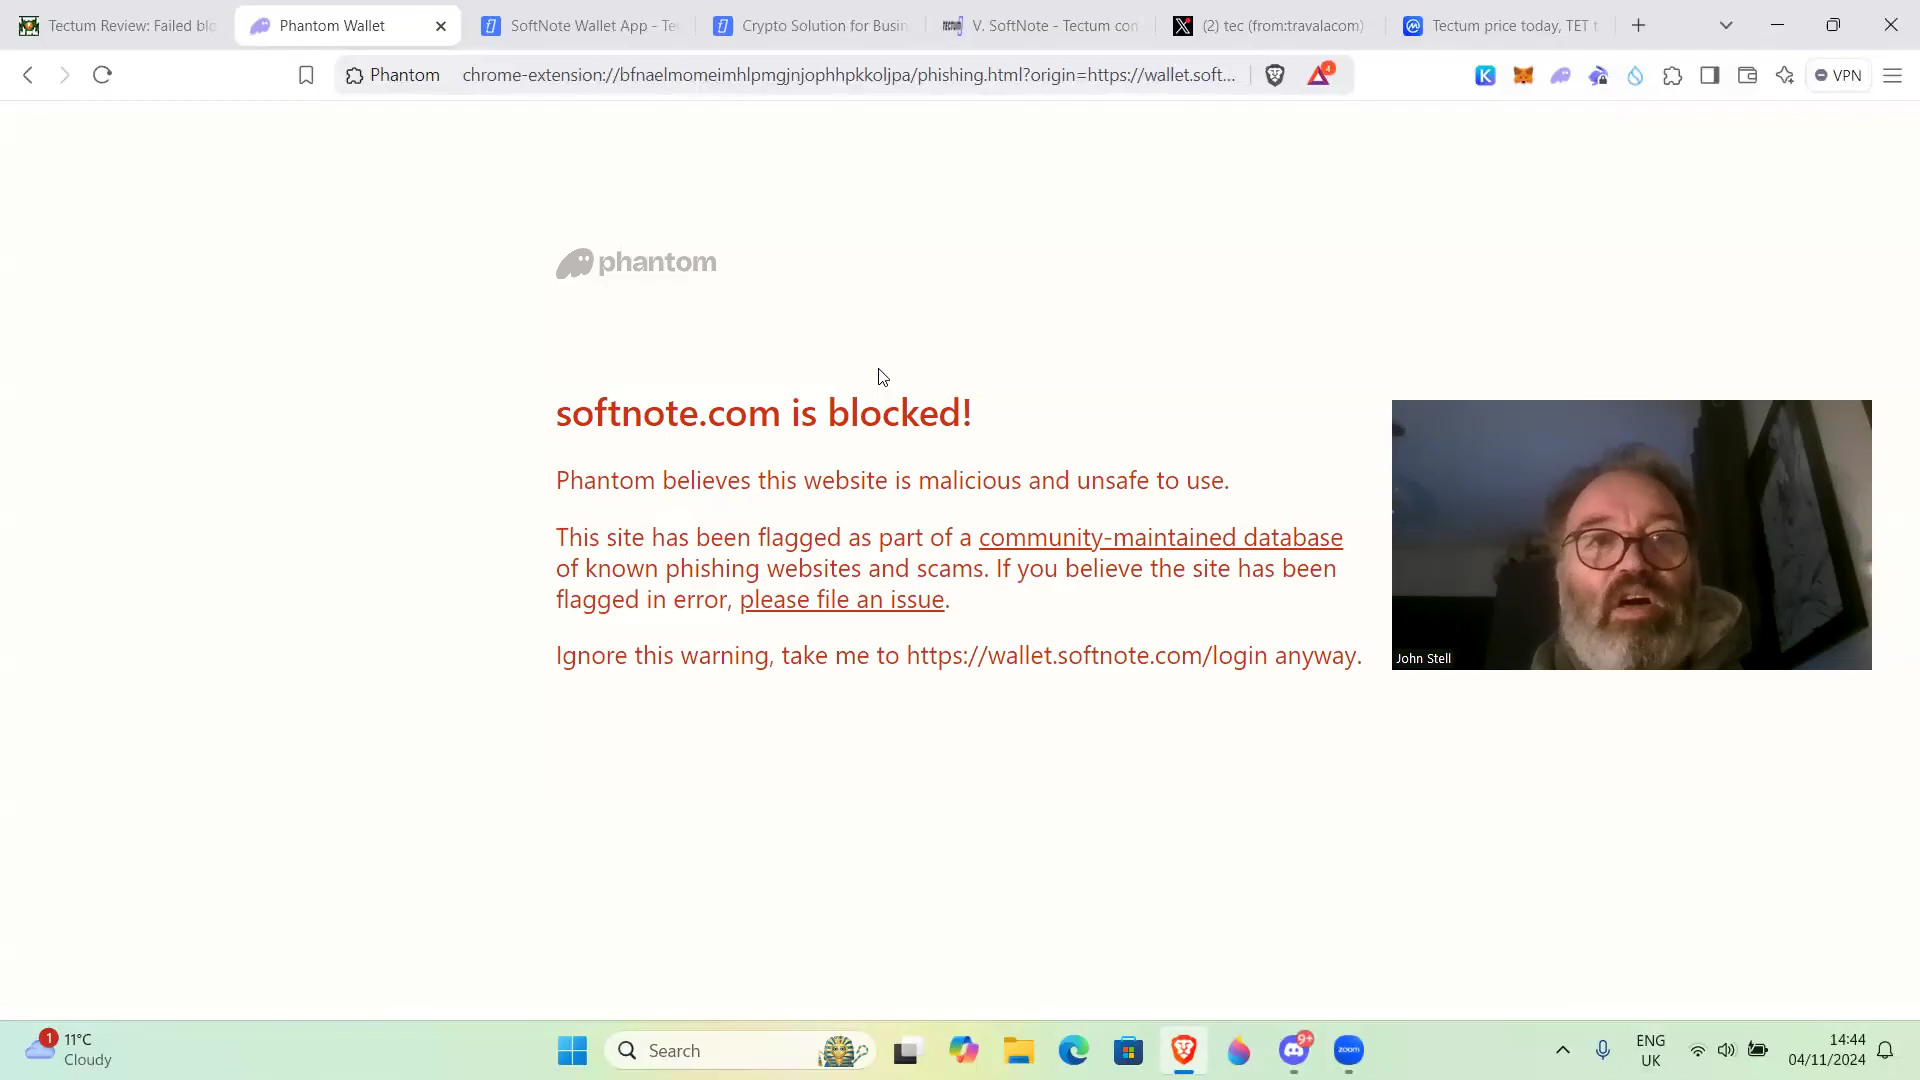 Tectum Review: Failed blo
Phantom Wallet
SoftNote Wallet App - Te
Crypto Solution for Busin
V. SoftNote - Tectum con
(2) tec (from:travalacom)
Tectum price today, TET t
Phantom
chrome-extension://bfnaelmomeimhlpmgjnjophhpkkoljpa/phishing.html?origin=https://wallet.soft...
4
VPN
phantom
softnote.com is blocked!
Phantom believes this website is malicious and unsafe to use.
This site has been flagged as part of a community-maintained database
of known phishing websites and scams. If you believe the site has been
flagged in error, please file an issue.
Ignore this warning, take me to https://wallet.softnote.com/login anyway.
John Stell
1
11°C
Cloudy
Search
9+
zoom
ENG
UK
14:44
04/11/2024